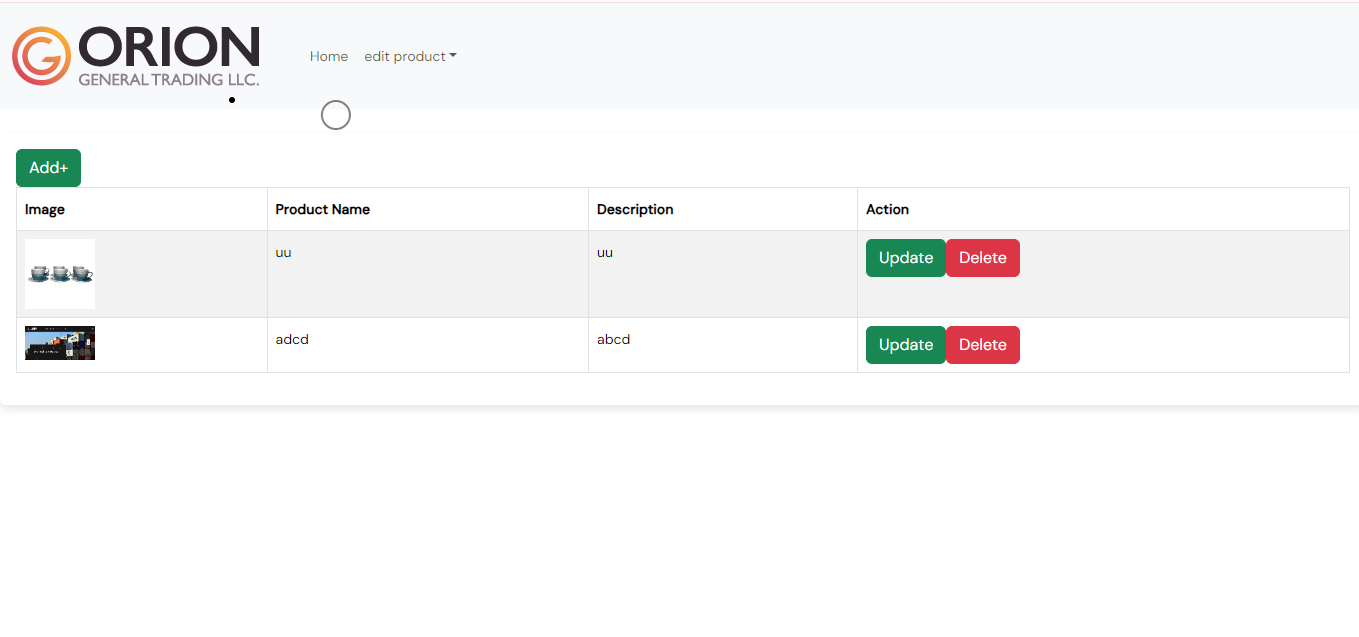 ORION
GENERAL TRADING LLC.
Home edit product
Add+
Image Product Name Description Action
uu uu Update Delete
adcd abcd Update Delete